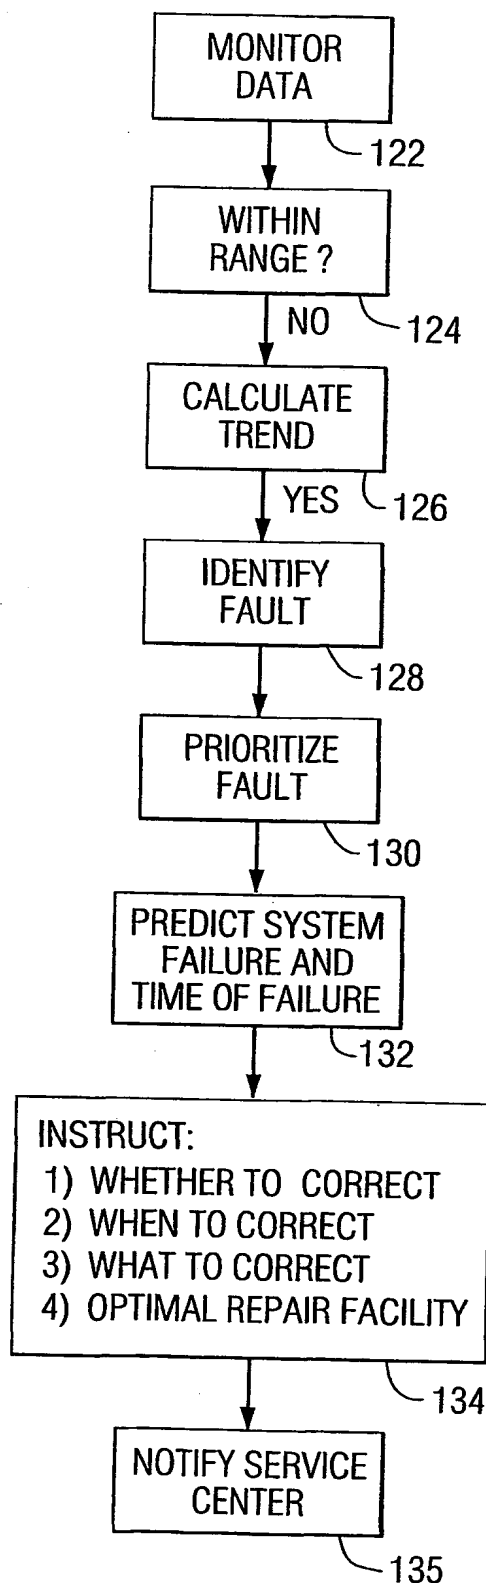 MONITOR
DATA
122
WITHIN
RANGE ?
124
NO
CALCULATE
TREND
126
YES
IDENTIFY
FAULT
128
PRIORITIZE
FAULT
130
PREDICT SYSTEM
FAILURE AND
TIME OF FAILURE
132
INSTRUCT:
1) WHETHER TO CORRECT
2) WHEN TO CORRECT
3) WHAT TO CORRECT
4) OPTIMAL REPAIR FACILITY
134
NOTIFY SERVICE
CENTER
135